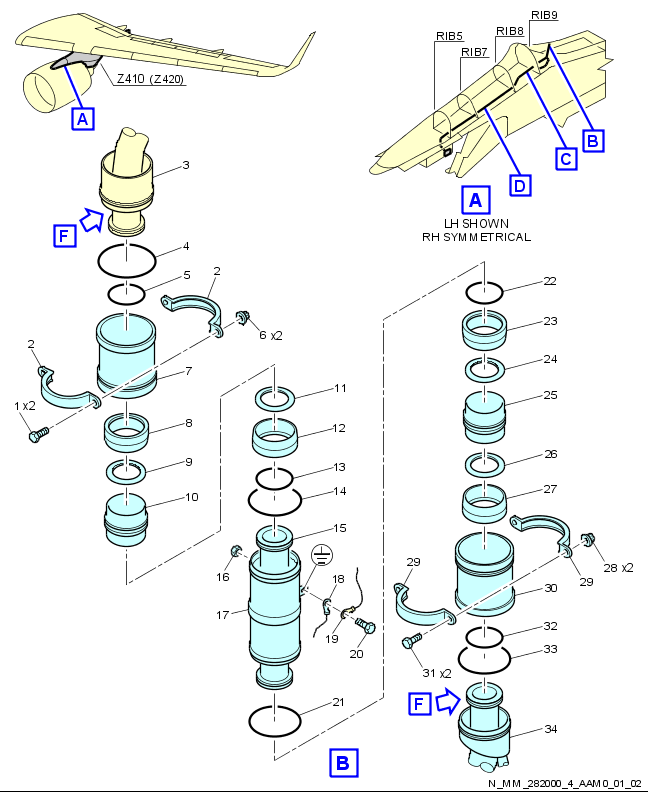 RIB9
RIB8
RIB5
RIB7
Z410 (Z420)
A
B
C
D
A
LH SHOWN
RH SYMMETRICAL
3
F
4
5
2
6 x2
2
7
1 x2
8
9
10
11
12
13
14
15
16
17
18
19
20
21
B
22
23
24
25
26
27
28 x2
29
29
30
31 x2
32
33
F
34
N_MM_282000_4_AAM0_01_02